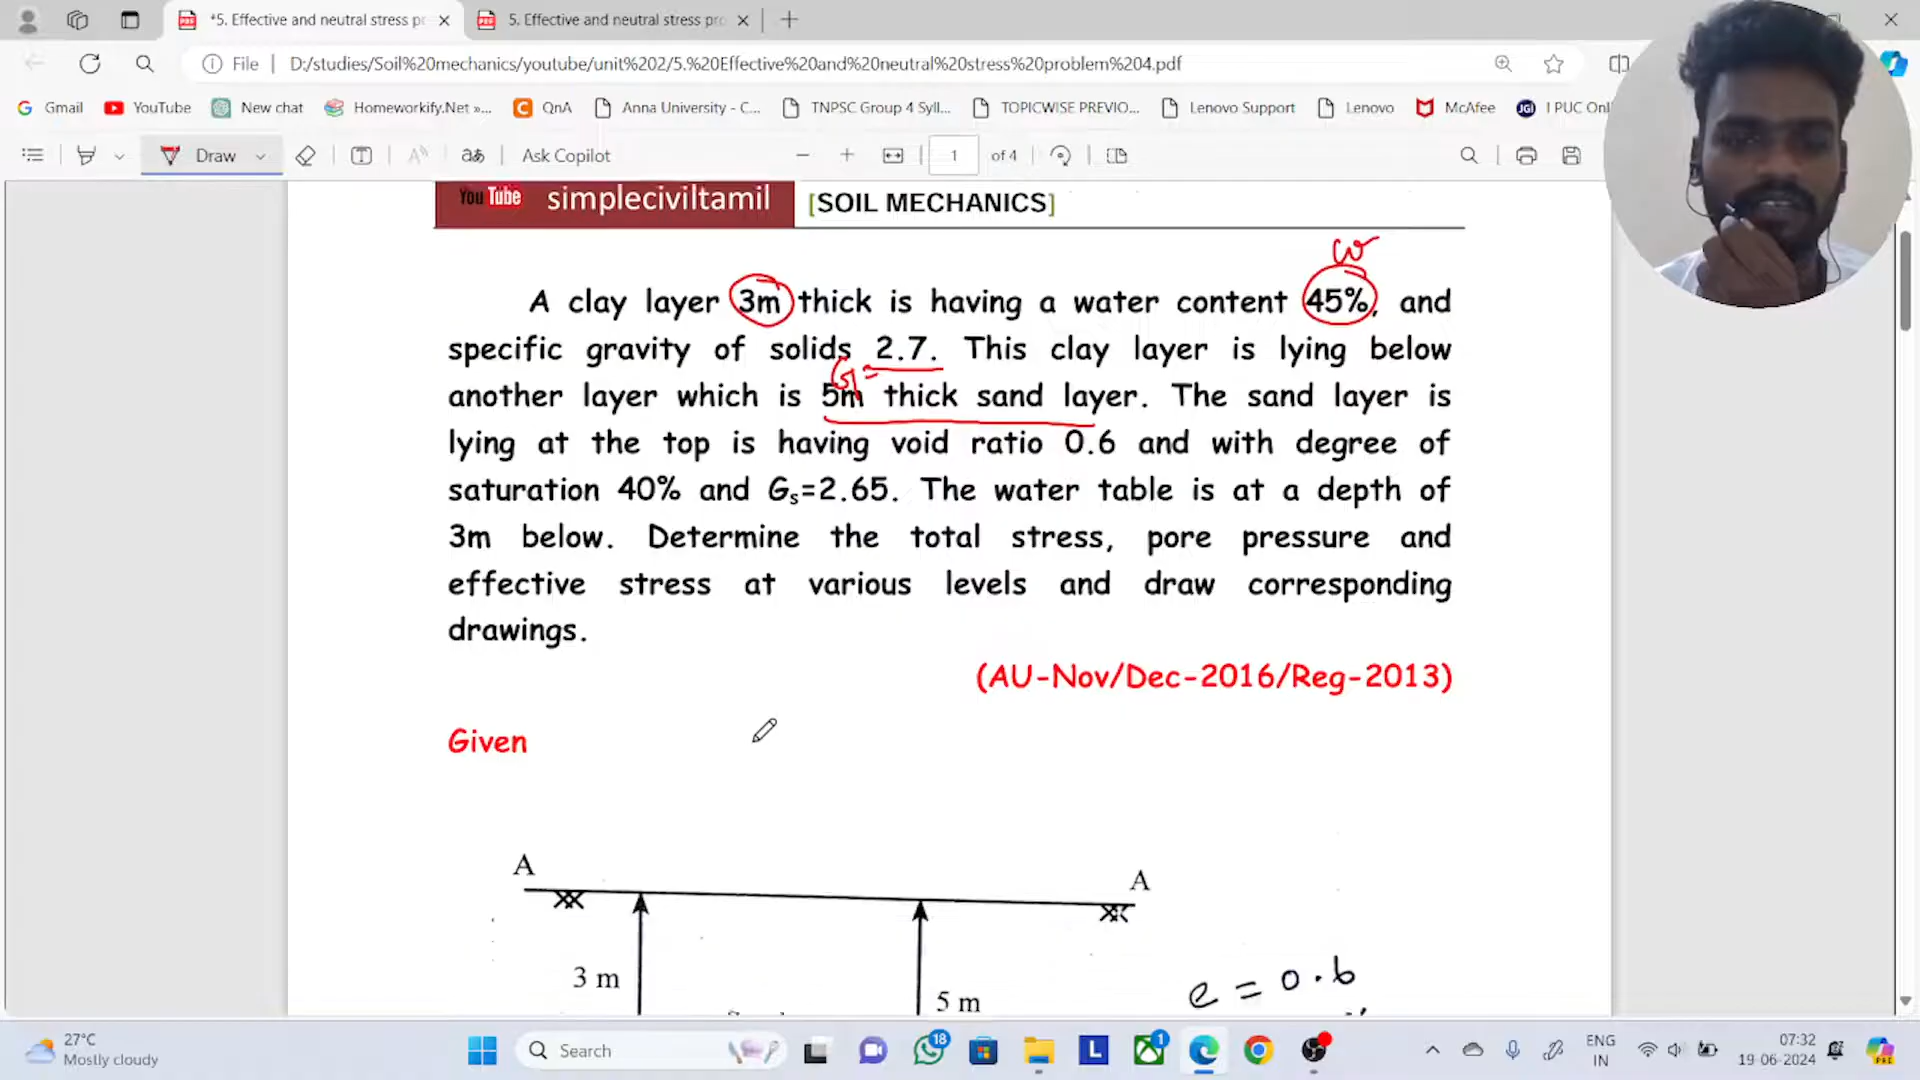 *5. Effective and neutral stress pr
5. Effective and neutral stress pro
File
D:/studies/Soil%20mechanics/youtube/unit%202/5.%20Effective%20and%20neutral%20stress%20problem%204.pdf
Gmail
YouTube
New chat
Homeworkify.Net »...
QnA
Anna University - C...
TNPSC Group 4 Syll...
TOPICWISE PREVIO...
Lenovo Support
Lenovo
McAfee
I PUC Onl
Draw
Ask Copilot
1 of 4
YouTube simpleciviltamil [SOIL MECHANICS]
w
A clay layer 3m thick is having a water content 45%, and
specific gravity of solids 2.7. This clay layer is lying below
G =
another layer which is 5m thick sand layer. The sand layer is
lying at the top is having void ratio 0.6 and with degree of
saturation 40% and Gs=2.65. The water table is at a depth of
3m below. Determine the total stress, pore pressure and
effective stress at various levels and draw corresponding
drawings.
(AU-Nov/Dec-2016/Reg-2013)
Given
A
A
3 m
5 m
e = 0.6
27°C
Mostly cloudy
Search
18
1
ENG
IN
07:32
19-06-2024